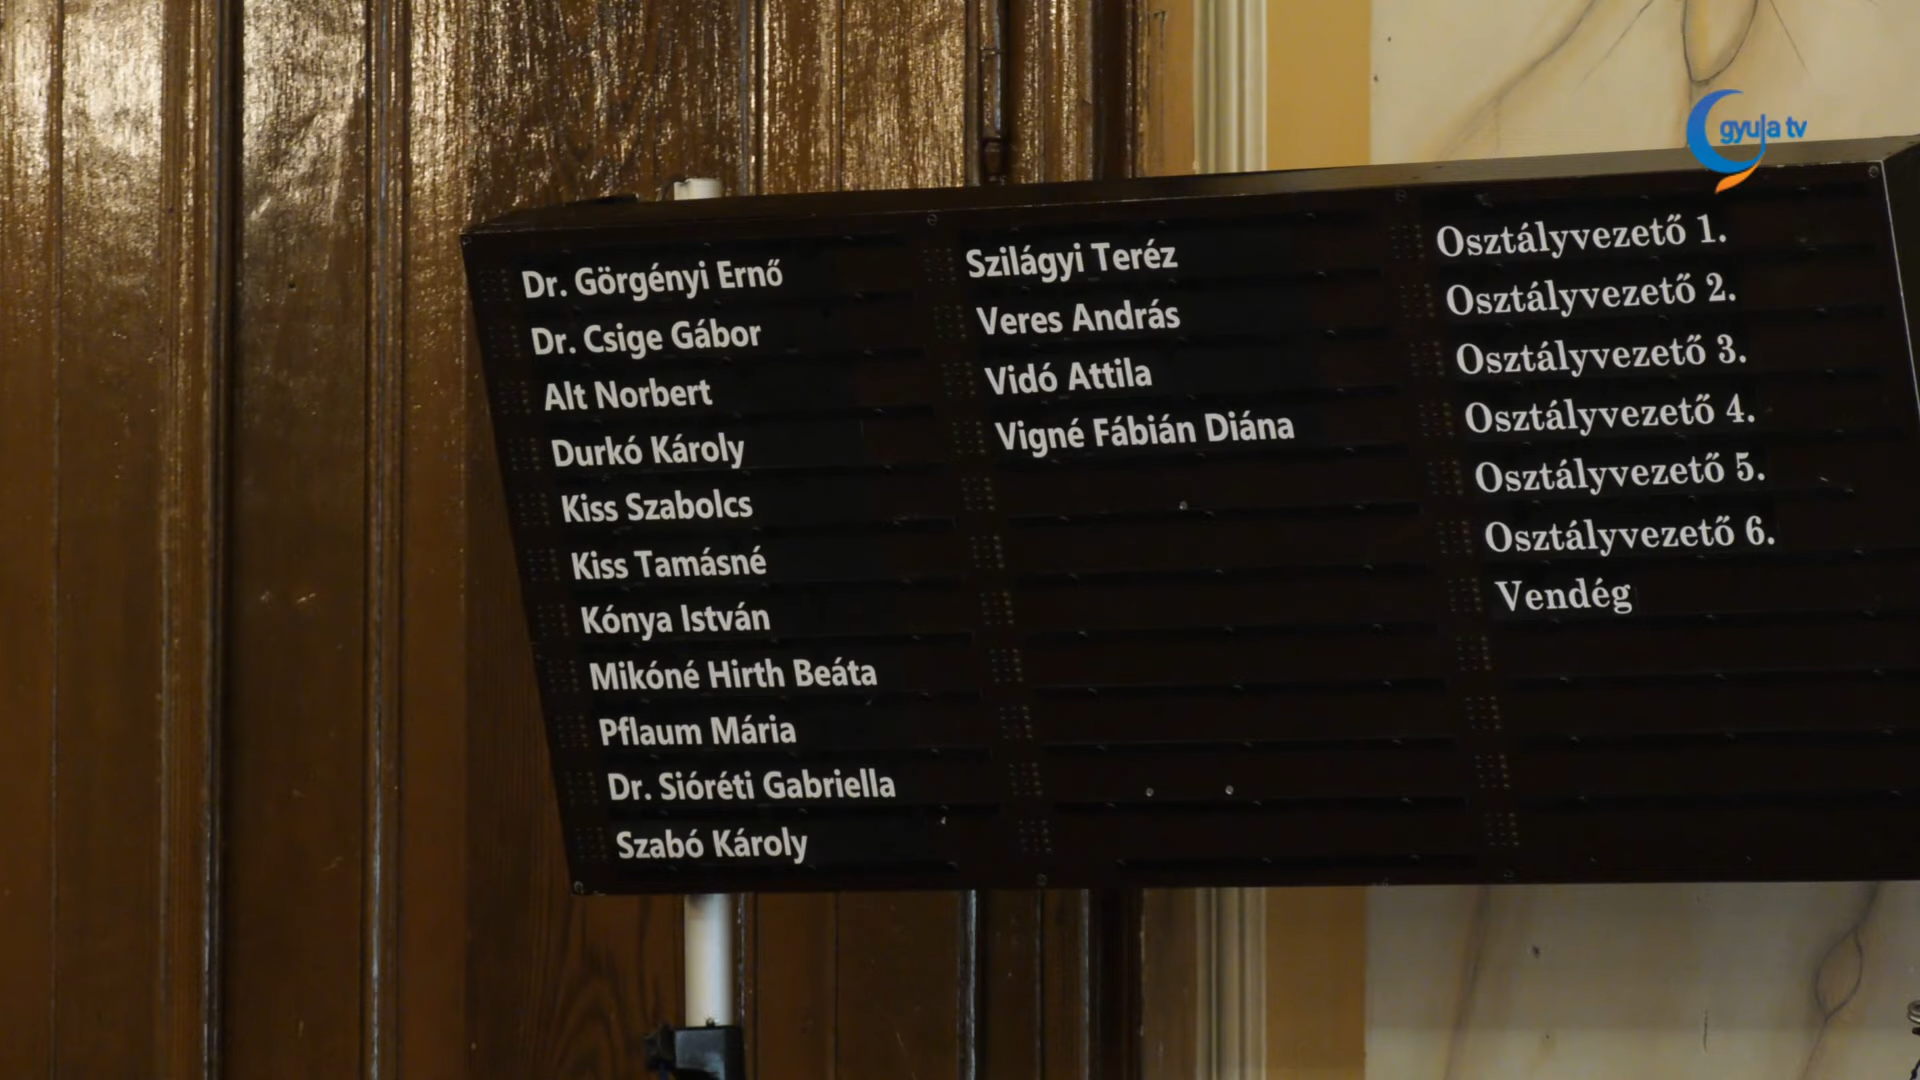 gyula tv
Dr. Görgényi Ernő
Dr. Csige Gábor
Alt Norbert
Durkó Károly
Kiss Szabolcs
Kiss Tamásné
Kónya István
Mikóné Hirth Beáta
Pflaum Mária
Dr. Sióréti Gabriella
Szabó Károly
Szilágyi Teréz
Veres András
Vidó Attila
Vigné Fábián Diána
Osztályvezető 1.
Osztályvezető 2.
Osztályvezető 3.
Osztályvezető 4.
Osztályvezető 5.
Osztályvezető 6.
Vendég